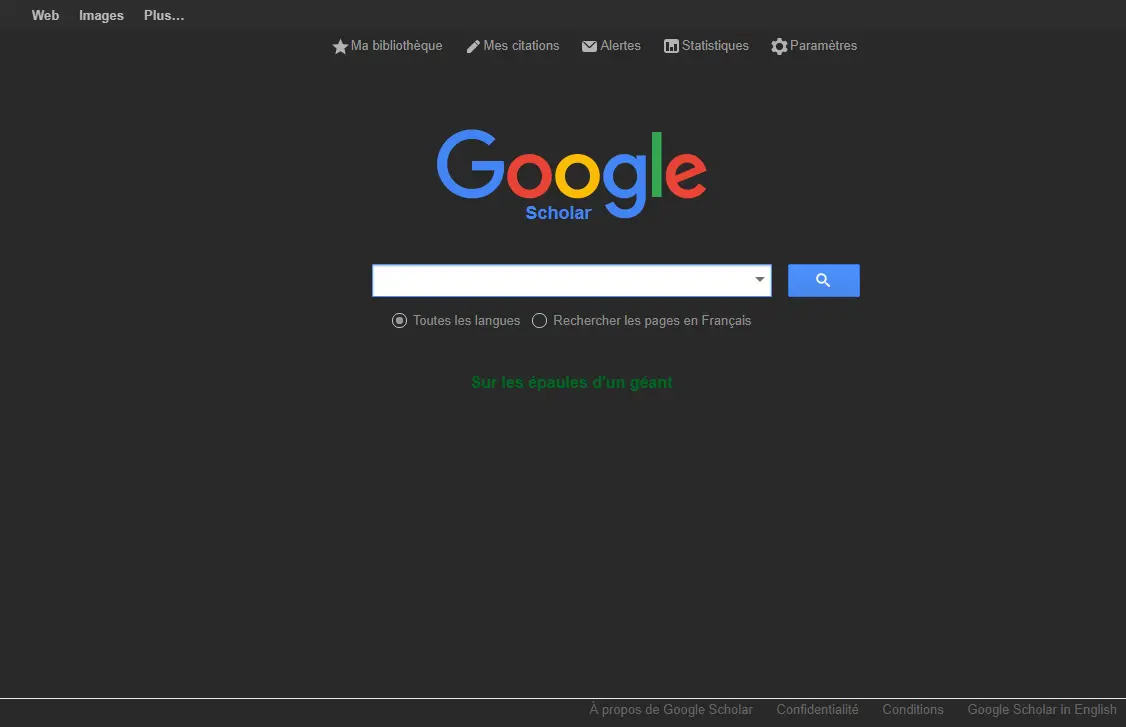 Web Images Plus...
Ma bibliothèque Mes citations Alertes Statistiques Paramètres
Google
Scholar
Toutes les langues Rechercher les pages en Français
Sur les épaules d'un géant
À propos de Google Scholar Confidentialité Conditions Google Scholar in English